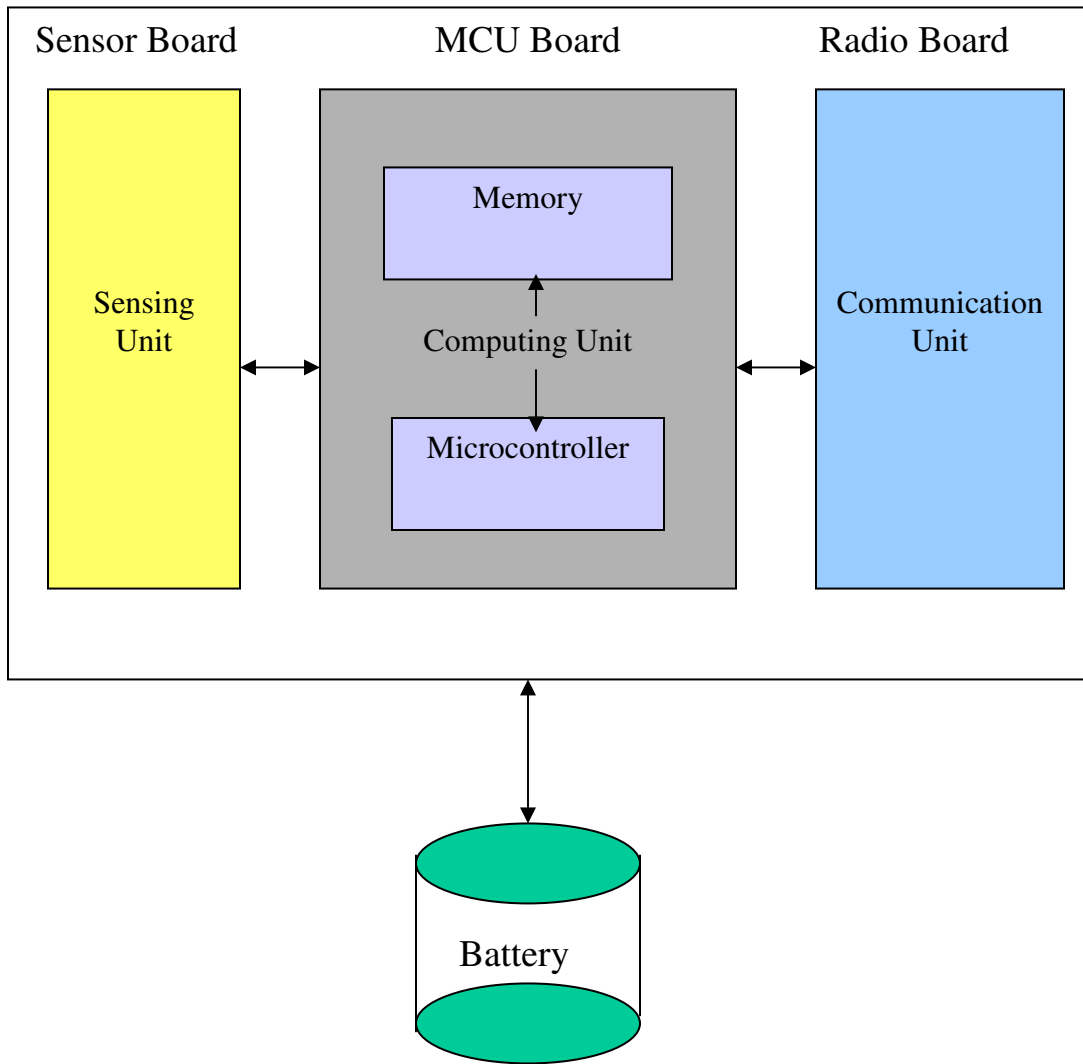 Sensor Board
MCU Board
Radio Board
Memory
Sensing
Unit
Computing Unit
Communication
Unit
Microcontroller
Battery